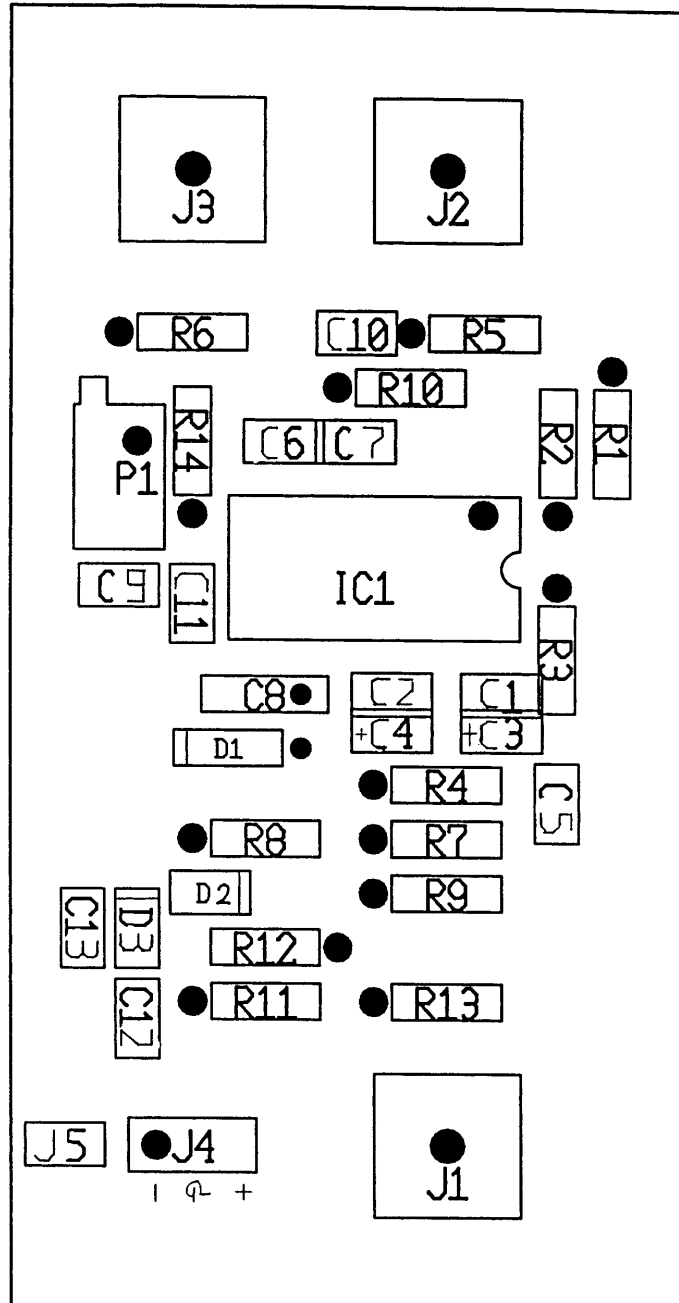 J3 J2
R6 C10 R5
R10
R14 C6 C7 R2 R1
P1
C9 C11 IC1
R3
C8 C2 C1
D1 +C4 +C3
R4 C5
R8 R7
D2 R9
C13 D3
R12
C12 R11 R13
J5 J4 J1
- +